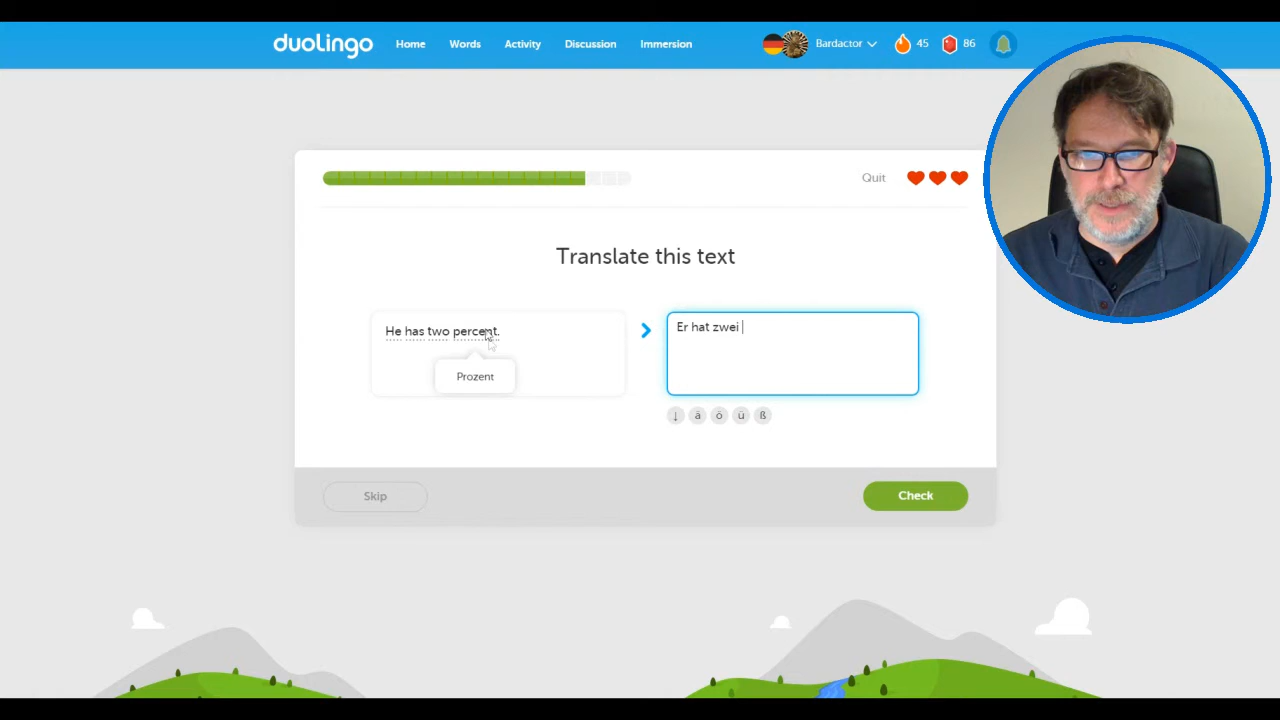 duolingo Home Words Activity Discussion Immersion Bardactor 45 86
Quit
Translate this text
He has two percent.
Prozent
Er hat zwei
ä ö ü ß
Skip Check